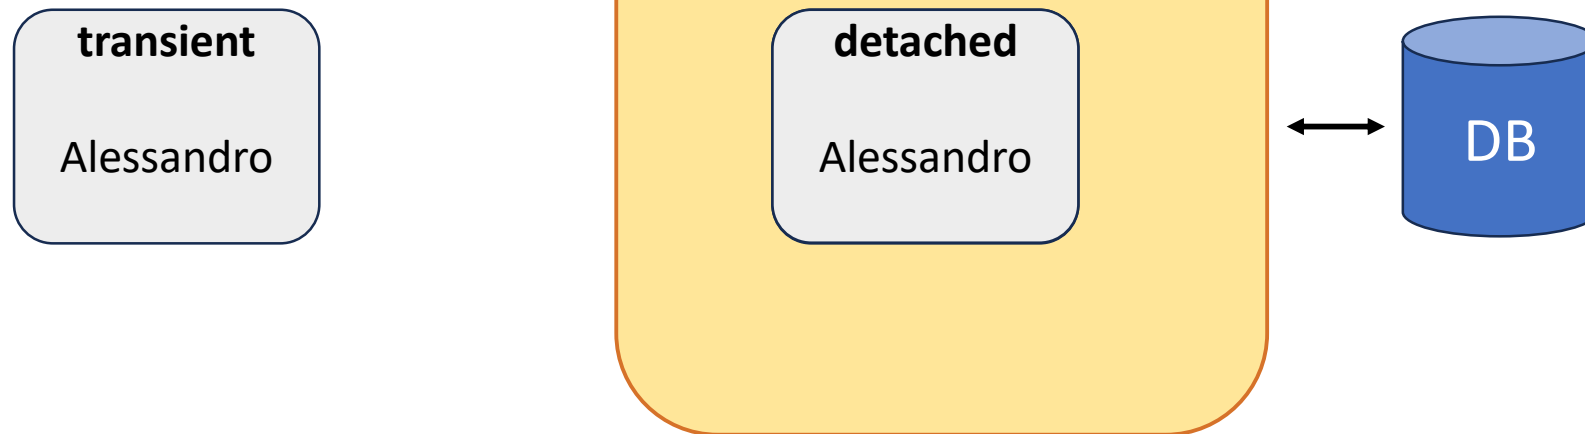 transient
Alessandro
detached
Alessandro
DB